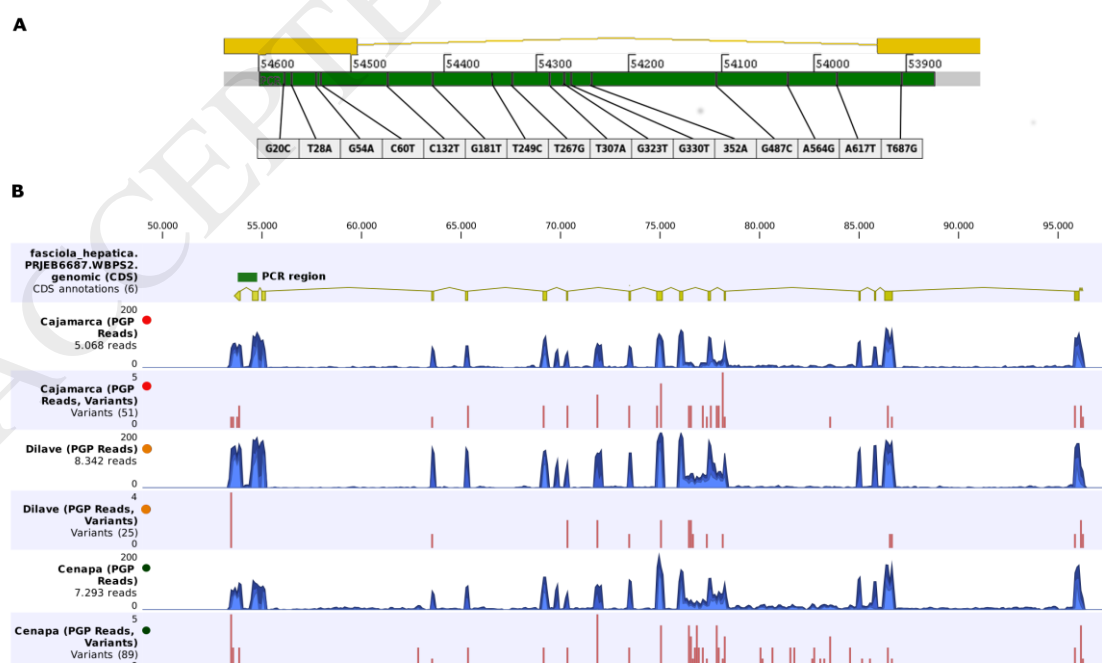 A
54600 54500 54400 54300 54200 54100 54000 53900
G20C T28A G54A C60T C132T G181T T249C T267G T307A G323T G330T 352A G487C A564G A617T T687G
B
50.000 55.000 60.000 65.000 70.000 75.000 80.000 85.000 90.000 95.000
fasciola_hepatica.
PRJEB6687.WBPS2.
genomic (CDS)
CDS annotations (6)
PCR region
200
Cajamarca (PGP
Reads)
5.068 reads
0
5
Cajamarca (PGP
Reads, Variants)
Variants (51)
0
200
Dilave (PGP Reads)
8.342 reads
0
4
Dilave (PGP Reads,
Variants)
Variants (25)
0
200
Cenapa (PGP
Reads)
7.293 reads
0
5
Cenapa (PGP Reads,
Variants)
Variants (89)
ACCEPTE